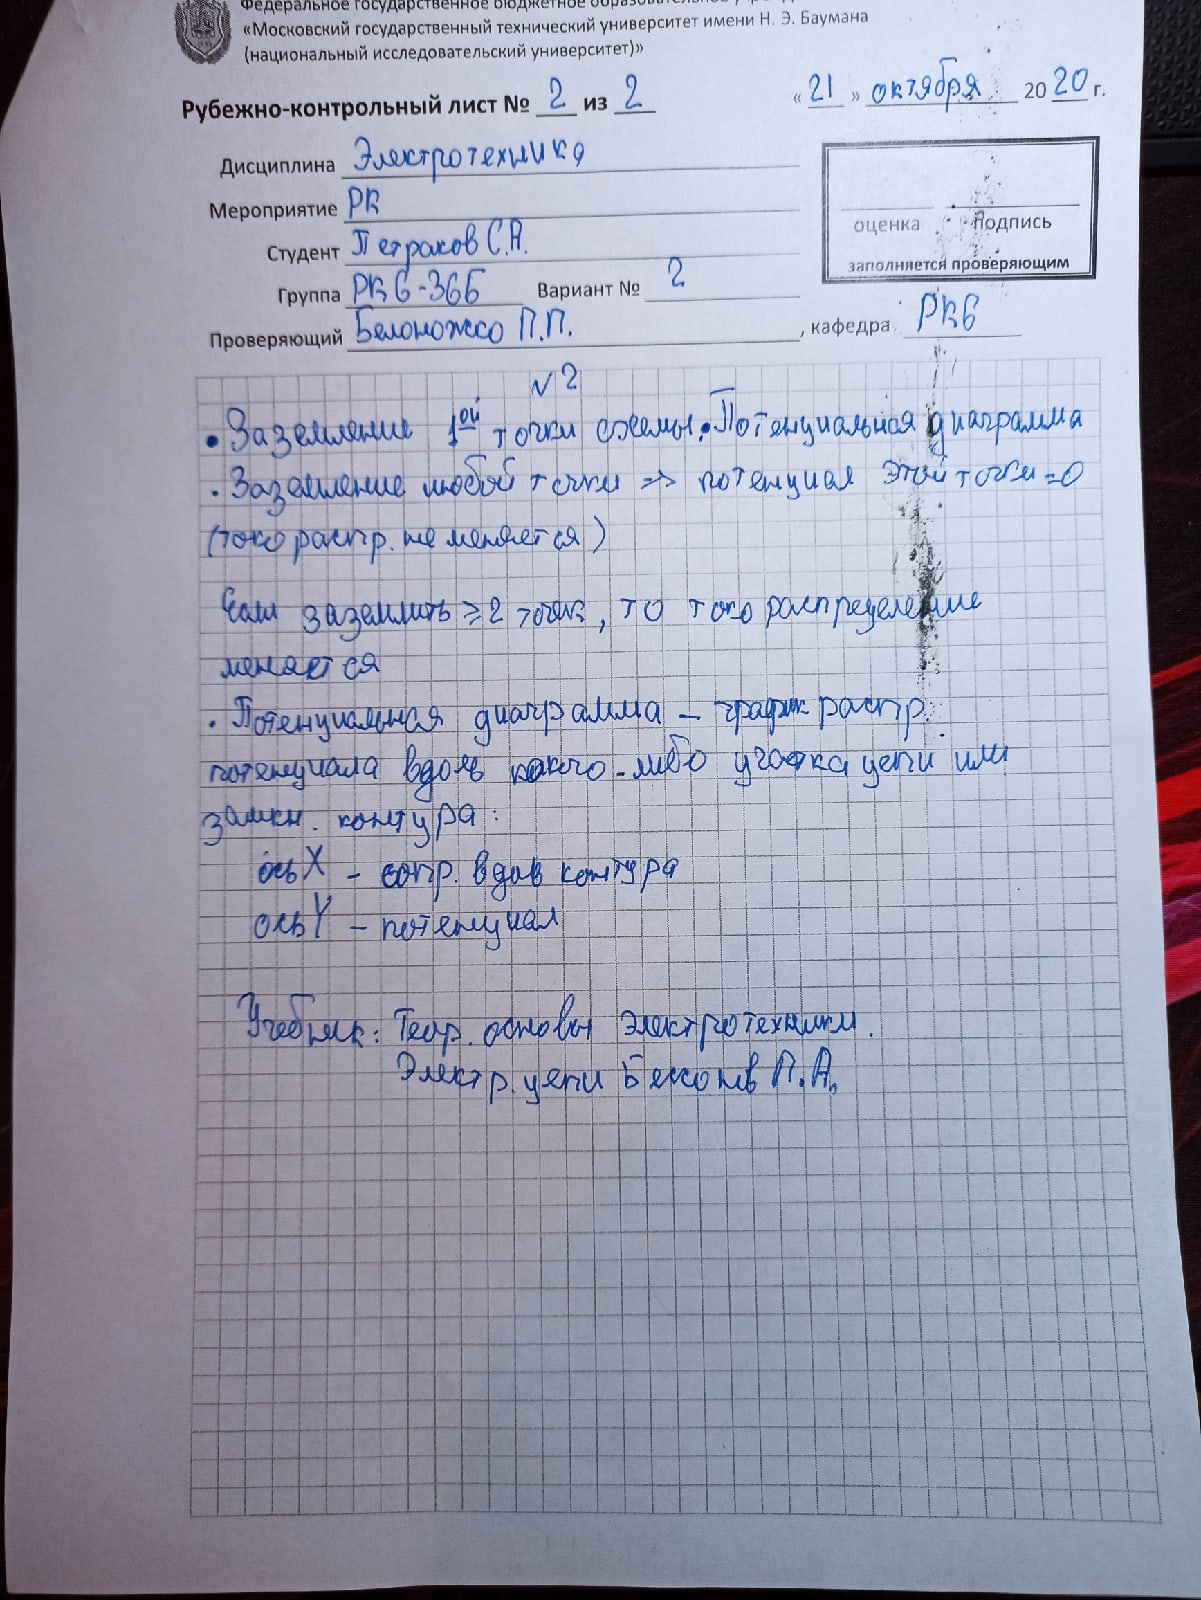 Федеральное государственное бюджетное
«Московский государственный технический университет имени Н. Э. Баумана
(национальный исследовательский университет)»
Рубежно-контрольный лист № 2 из 2 «21» октября 2020 г.
Дисциплина Электротехника
Мероприятие РК
оценка подпись
Студент Петраков С.А.
заполняется проверяющим
Группа РК6-36Б Вариант № 2
Проверяющий Белоножко П.П. , кафедра РК6
№2
• Заземление 1ой точки схемы. • Потенциальная диаграмма
• Заземление любой точки => потенциал этой точки =0
(токораспр. не меняется)
Если заземлить ≥2 точек, то токораспределение
меняется
• Потенциальная диаграмма – график распр.
потенциала вдоль какого-либо участка цепи или
замкн. контура:
ось X – сопр. вдоль контура
ось Y – потенциал
Учебник: Теор. основы электротехники.
Электр. цепи Бессонов Л.А.